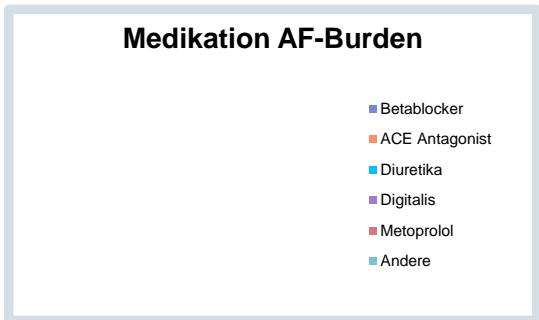 Medikation AF-Burden
Betablocker
ACE Antagonist
Diuretika
Digitalis
Metoprolol
Andere